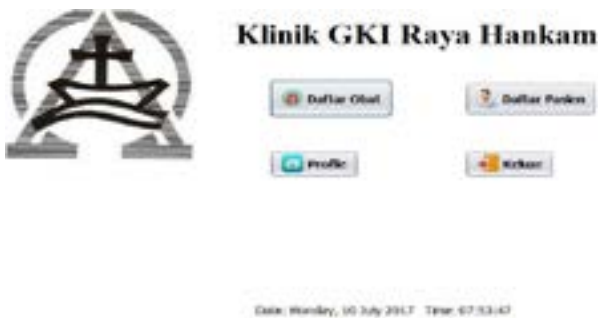 Klinik GKI Raya Hankam
Daftar Obat Daftar Pasien
Profile Keluar
Date: Monday, 10 July 2017 Time: 07:53:47